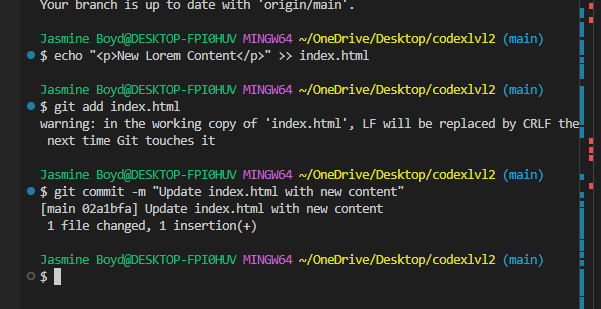 Your branch is up to date with 'origin/main'.
Jasmine Boyd@DESKTOP-FPI0HUV MINGW64 ~/OneDrive/Desktop/codexlvl2 (main)
$ echo "<p>New Lorem Content</p>" >> index.html
Jasmine Boyd@DESKTOP-FPI0HUV MINGW64 ~/OneDrive/Desktop/codexlvl2 (main)
$ git add index.html
warning: in the working copy of 'index.html', LF will be replaced by CRLF the
next time Git touches it
Jasmine Boyd@DESKTOP-FPI0HUV MINGW64 ~/OneDrive/Desktop/codexlvl2 (main)
$ git commit -m "Update index.html with new content"
[main 02a1bfa] Update index.html with new content
1 file changed, 1 insertion(+)
Jasmine Boyd@DESKTOP-FPI0HUV MINGW64 ~/OneDrive/Desktop/codexlvl2 (main)
$